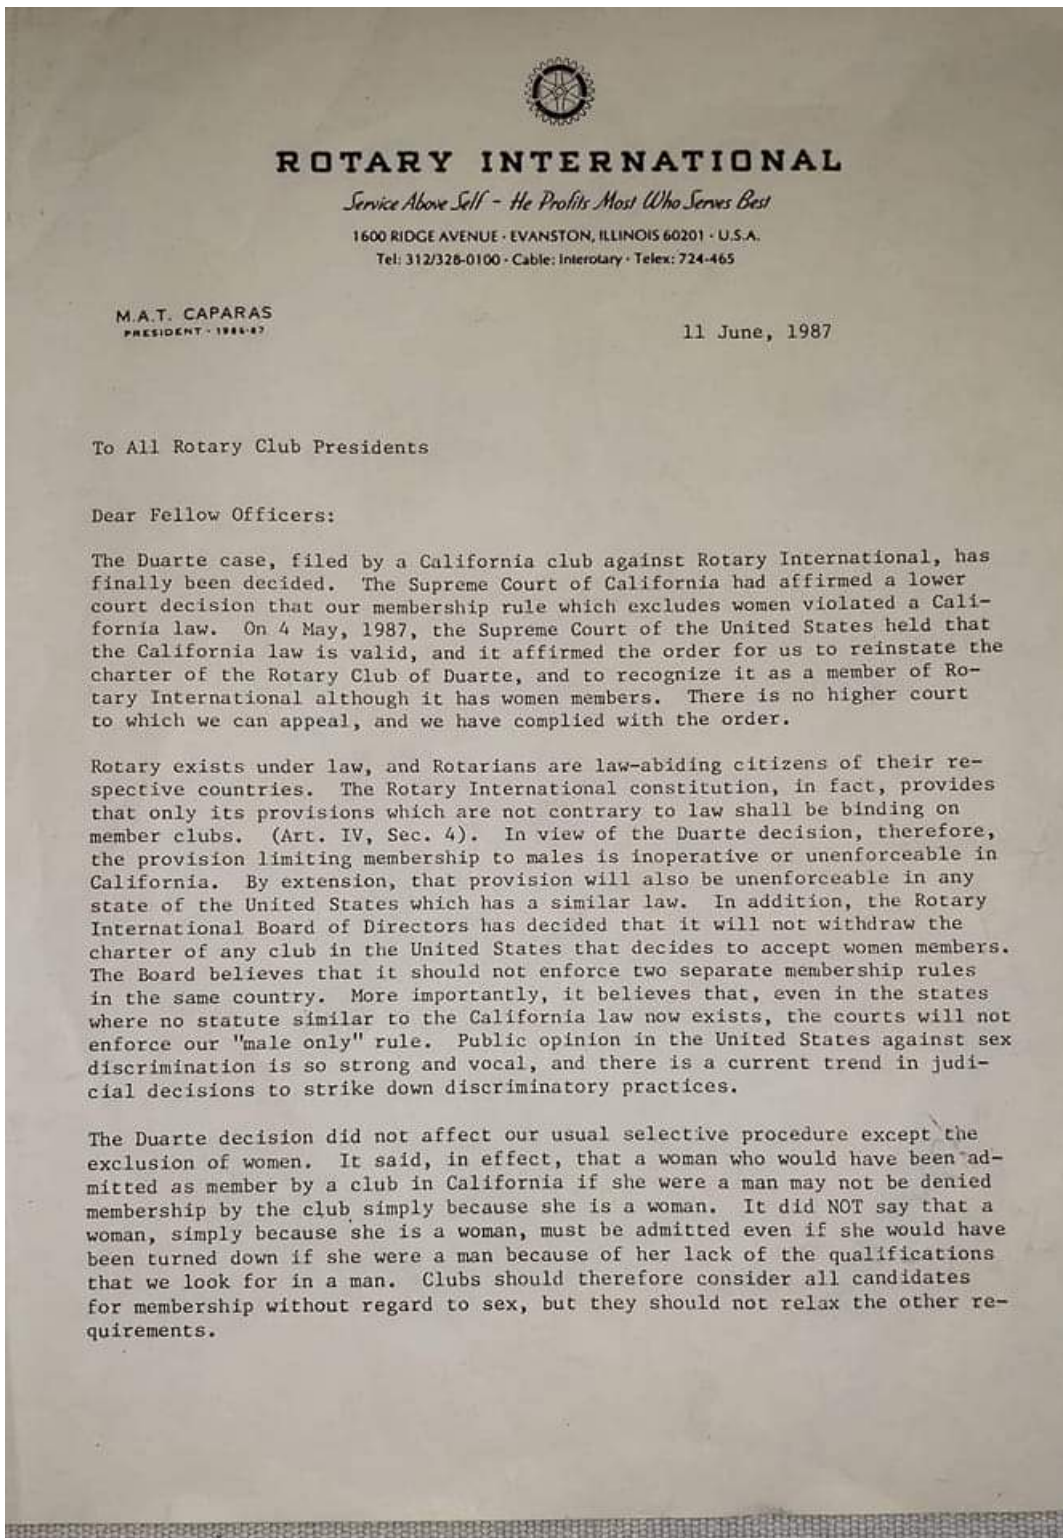 ROTARY INTERNATIONAL
Service Above Self - He Profits Most Who Serves Best
1600 RIDGE AVENUE · EVANSTON, ILLINOIS 60201 · U.S.A.
Tel: 312/328-0100 · Cable: Interotary · Telex: 724-465
M.A.T. CAPARAS
PRESIDENT · 1986-87
11 June, 1987
To All Rotary Club Presidents
Dear Fellow Officers:
The Duarte case, filed by a California club against Rotary International, has
finally been decided. The Supreme Court of California had affirmed a lower
court decision that our membership rule which excludes women violated a Cali-
fornia law. On 4 May, 1987, the Supreme Court of the United States held that
the California law is valid, and it affirmed the order for us to reinstate the
charter of the Rotary Club of Duarte, and to recognize it as a member of Ro-
tary International although it has women members. There is no higher court
to which we can appeal, and we have complied with the order.
Rotary exists under law, and Rotarians are law-abiding citizens of their re-
spective countries. The Rotary International constitution, in fact, provides
that only its provisions which are not contrary to law shall be binding on
member clubs. (Art. IV, Sec. 4). In view of the Duarte decision, therefore,
the provision limiting membership to males is inoperative or unenforceable in
California. By extension, that provision will also be unenforceable in any
state of the United States which has a similar law. In addition, the Rotary
International Board of Directors has decided that it will not withdraw the
charter of any club in the United States that decides to accept women members.
The Board believes that it should not enforce two separate membership rules
in the same country. More importantly, it believes that, even in the states
where no statute similar to the California law now exists, the courts will not
enforce our "male only" rule. Public opinion in the United States against sex
discrimination is so strong and vocal, and there is a current trend in judi-
cial decisions to strike down discriminatory practices.
The Duarte decision did not affect our usual selective procedure except the
exclusion of women. It said, in effect, that a woman who would have been ad-
mitted as member by a club in California if she were a man may not be denied
membership by the club simply because she is a woman. It did NOT say that a
woman, simply because she is a woman, must be admitted even if she would have
been turned down if she were a man because of her lack of the qualifications
that we look for in a man. Clubs should therefore consider all candidates
for membership without regard to sex, but they should not relax the other re-
quirements.